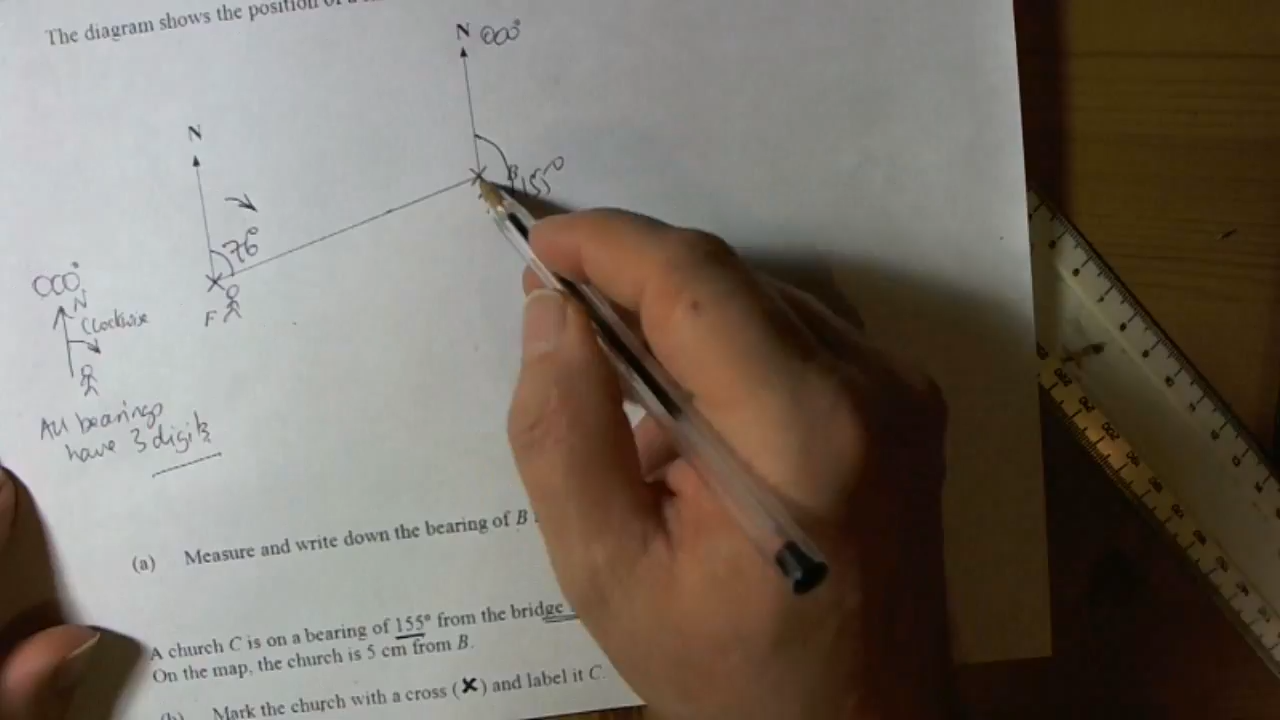 The diagram shows the position of a
N 000°
N
B
155°
76°
F
000°
N
Clockwise
All bearings
have 3 digits
(a) Measure and write down the bearing of B
A church C is on a bearing of 155° from the bridge
On the map, the church is 5 cm from B.
(b) Mark the church with a cross (✗) and label it C.